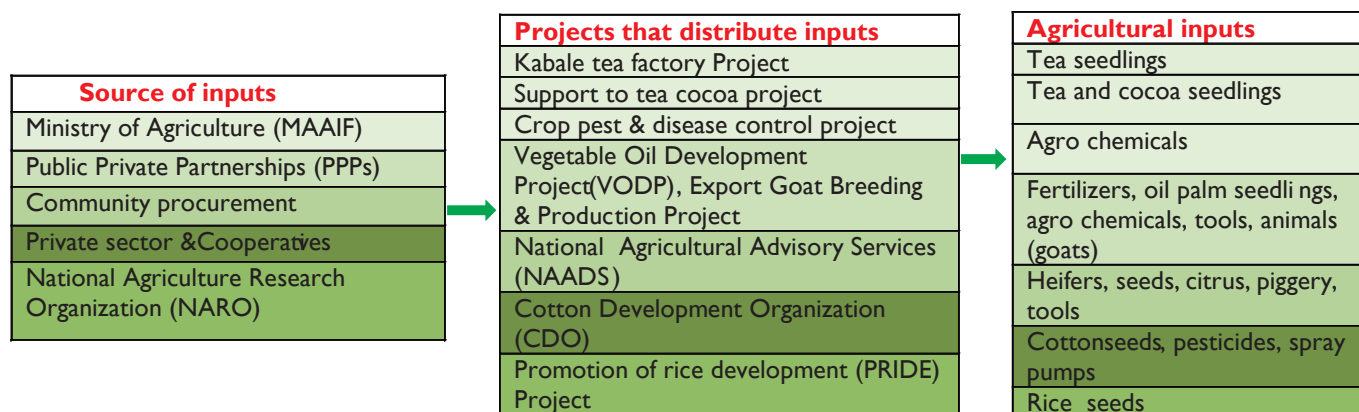 Source of inputs
Ministry of Agriculture (MAAIF)
Public Private Partnerships (PPPs)
Community procurement
Private sector &Cooperatives
National Agriculture Research
Organization (NARO)
Projects that distribute inputs
Kabale tea factory Project
Support to tea cocoa project
Crop pest & disease control project
Vegetable Oil Development
Project(VODP), Export Goat Breeding
& Production Project
National Agricultural Advisory Services
(NAADS)
Cotton Development Organization
(CDO)
Promotion of rice development (PRIDE)
Project
Agricultural inputs
Tea seedlings
Tea and cocoa seedlings
Agro chemicals
Fertilizers, oil palm seedli ngs,
agro chemicals, tools, animals
(goats)
Heifers, seeds, citrus, piggery,
tools
Cottonseeds, pesticides, spray
pumps
Rice seeds